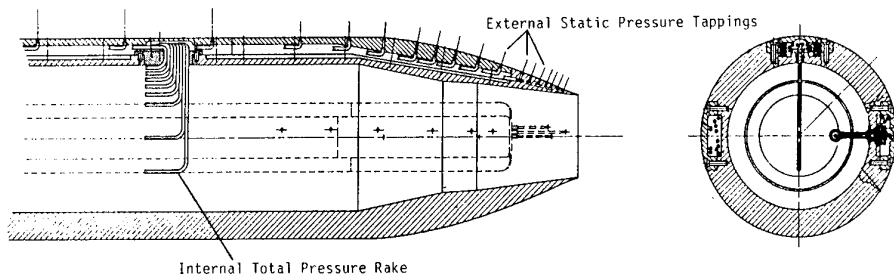 External Static Pressure Tappings
Internal Total Pressure Rake